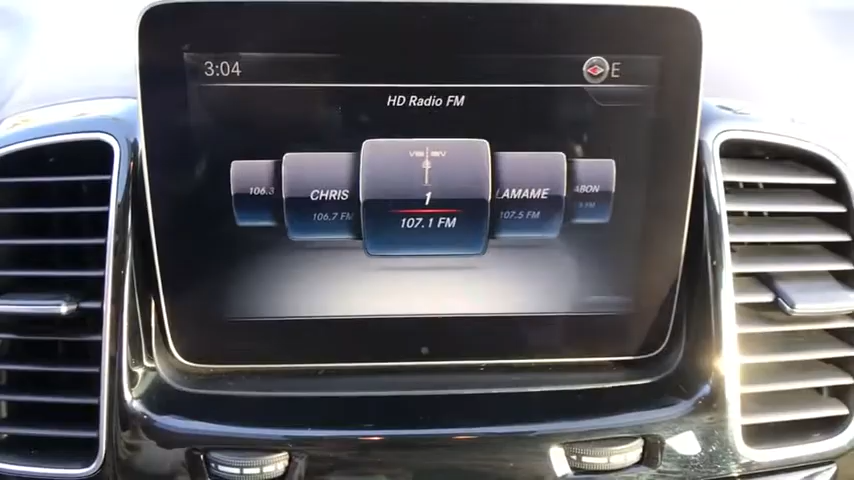 3:04
E
HD Radio FM
106.3
CHRIS
106.7 FM
1
107.1 FM
LAMAME
107.5 FM
ABON